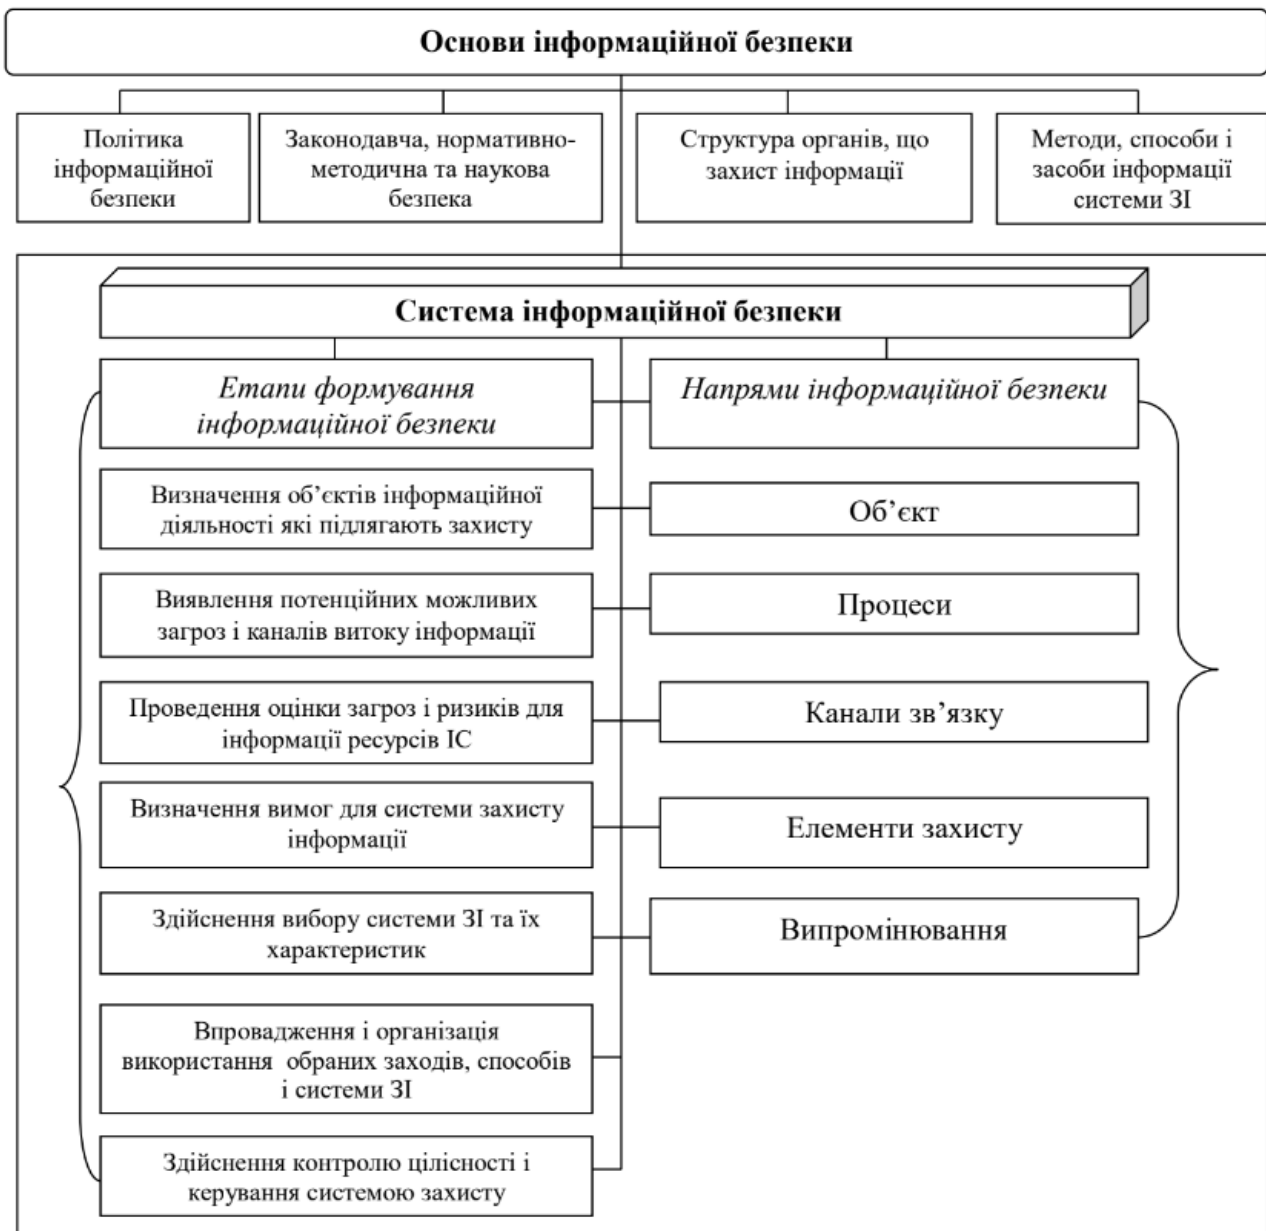 Основи інформаційної безпеки
Політика
інформаційної
безпеки
Законодавча, нормативно-
методична та наукова
безпека
Структура органів, що
захист інформації
Методи, способи і
засоби інформації
системи ЗІ
Система інформаційної безпеки
Етапи формування
інформаційної безпеки
Напрями інформаційної безпеки
Визначення об’єктів інформаційної
діяльності які підлягають захисту
Об’єкт
Виявлення потенційних можливих
загроз і каналів витоку інформації
Процеси
Проведення оцінки загроз і ризиків для
інформації ресурсів ІС
Канали зв’язку
Визначення вимог для системи захисту
інформації
Елементи захисту
Здійснення вибору системи ЗІ та їх
характеристик
Випромінювання
Впровадження і організація
використання обраних заходів, способів
і системи ЗІ
Здійснення контролю цілісності і
керування системою захисту